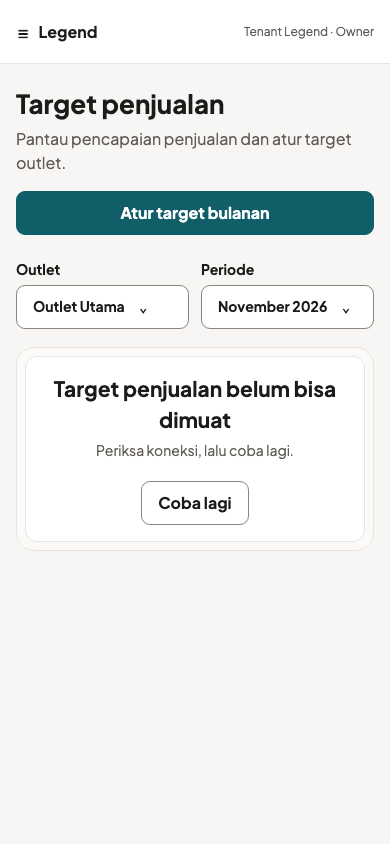 ≡ Legend
Tenant Legend · Owner
Target penjualan
Pantau pencapaian penjualan dan atur target
outlet.
Atur target bulanan
Outlet
Periode
Outlet Utama
November 2026
Target penjualan belum bisa
dimuat
Periksa koneksi, lalu coba lagi.
Coba lagi